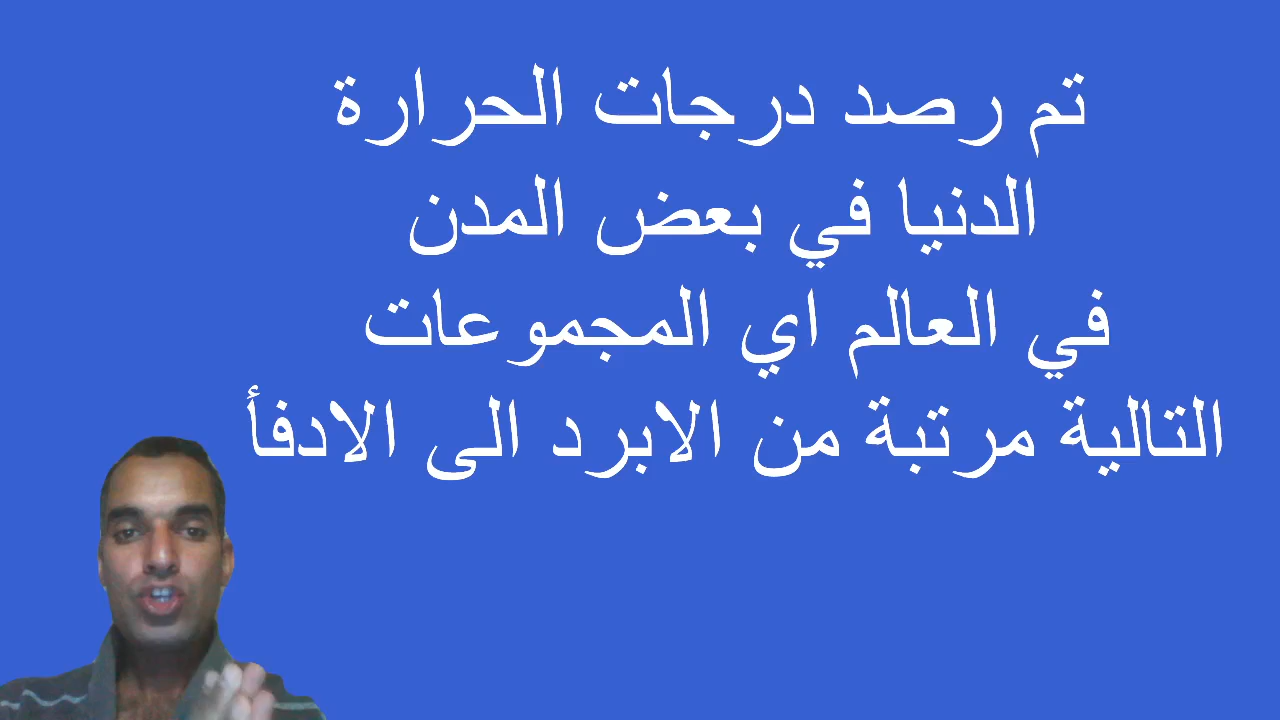 تم رصد درجات الحرارة
الدنيا في بعض المدن
في العالم اي المجموعات
التالية مرتبة من الابرد الى الادفأ